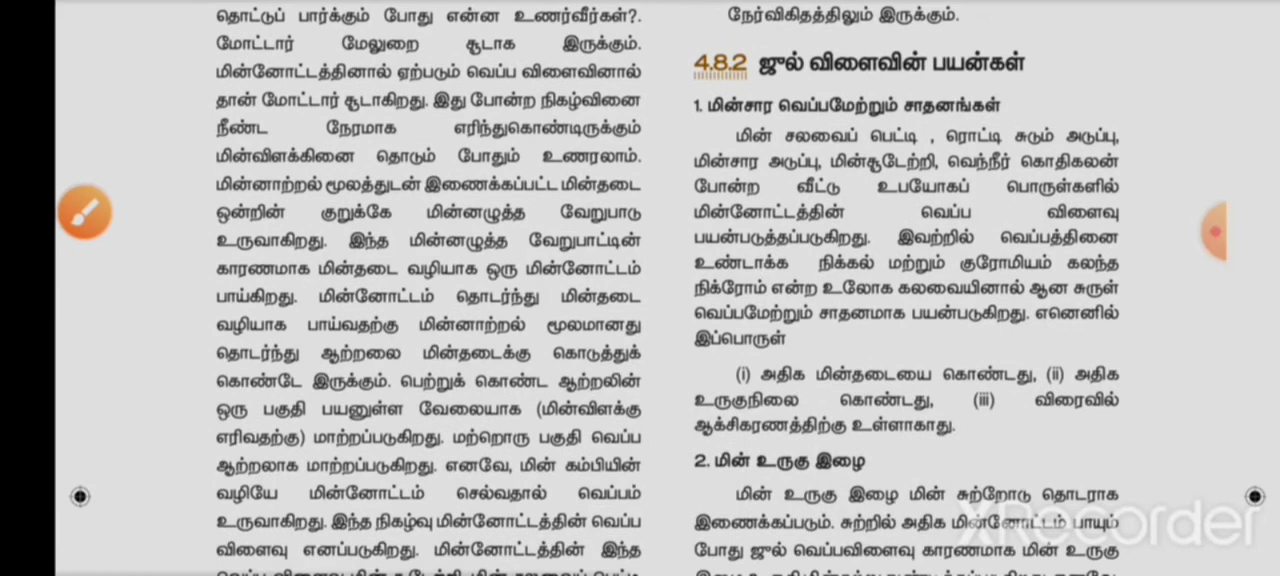 தொட்டுப் பார்க்கும் போது என்ன உணர்வீர்கள்?.
மோட்டார் மேலுறை சூடாக இருக்கும்.
மின்னோட்டத்தினால் ஏற்படும் வெப்ப விளைவினால்
தான் மோட்டார் சூடாகிறது. இது போன்ற நிகழ்வினை
நீண்ட நேரமாக எரிந்துகொண்டிருக்கும்
மின்விளக்கினை தொடும் போதும் உணரலாம்.
மின்னாற்றல் மூலத்துடன் இணைக்கப்பட்ட மின்தடை
ஒன்றின் குறுக்கே மின்னழுத்த வேறுபாடு
உருவாகிறது. இந்த மின்னழுத்த வேறுபாட்டின்
காரணமாக மின்தடை வழியாக ஒரு மின்னோட்டம்
பாய்கிறது. மின்னோட்டம் தொடர்ந்து மின்தடை
வழியாக பாய்வதற்கு மின்னாற்றல் மூலமானது
தொடர்ந்து ஆற்றலை மின்தடைக்கு கொடுத்துக்
கொண்டே இருக்கும். பெற்றுக் கொண்ட ஆற்றலின்
ஒரு பகுதி பயனுள்ள வேலையாக (மின்விளக்கு
எரிவதற்கு) மாற்றப்படுகிறது. மற்றொரு பகுதி வெப்ப
ஆற்றலாக மாற்றப்படுகிறது. எனவே, மின் கம்பியின்
வழியே மின்னோட்டம் செல்வதால் வெப்பம்
உருவாகிறது. இந்த நிகழ்வு மின்னோட்டத்தின் வெப்ப
விளைவு எனப்படுகிறது. மின்னோட்டத்தின் இந்த
நேர்விகிதத்திலும் இருக்கும்.
4.8.2 ஜுல் விளைவின் பயன்கள்
1. மின்சார வெப்பமேற்றும் சாதனங்கள்
மின் சலவைப் பெட்டி , ரொட்டி சுடும் அடுப்பு,
மின்சார அடுப்பு, மின்சூடேற்றி, வெந்நீர் கொதிகலன்
போன்ற வீட்டு உபயோகப் பொருள்களில்
மின்னோட்டத்தின் வெப்ப விளைவு
பயன்படுத்தப்படுகிறது. இவற்றில் வெப்பத்தினை
உண்டாக்க நிக்கல் மற்றும் குரோமியம் கலந்த
நிக்ரோம் என்ற உலோக கலவையினால் ஆன சுருள்
வெப்பமேற்றும் சாதனமாக பயன்படுகிறது. எனெனில்
இப்பொருள்
(i) அதிக மின்தடையை கொண்டது, (ii) அதிக
உருகுநிலை கொண்டது, (iii) விரைவில்
ஆக்சிகரணத்திற்கு உள்ளாகாது.
2. மின் உருகு இழை
மின் உருகு இழை மின் சுற்றோடு தொடராக
இணைக்கப்படும். சுற்றில் அதிக மின்னோட்டம் பாயும்
போது ஜுல் வெப்பவிளைவு காரணமாக மின் உருகு
XRecorder